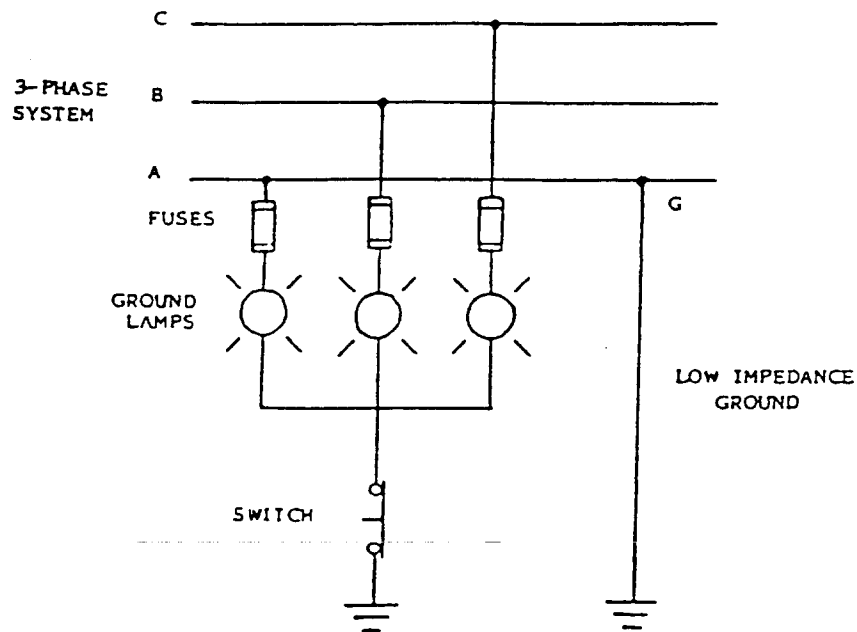 C
3-PHASE
SYSTEM
B
A
G
FUSES
GROUND
LAMPS
LOW IMPEDANCE
GROUND
SWITCH